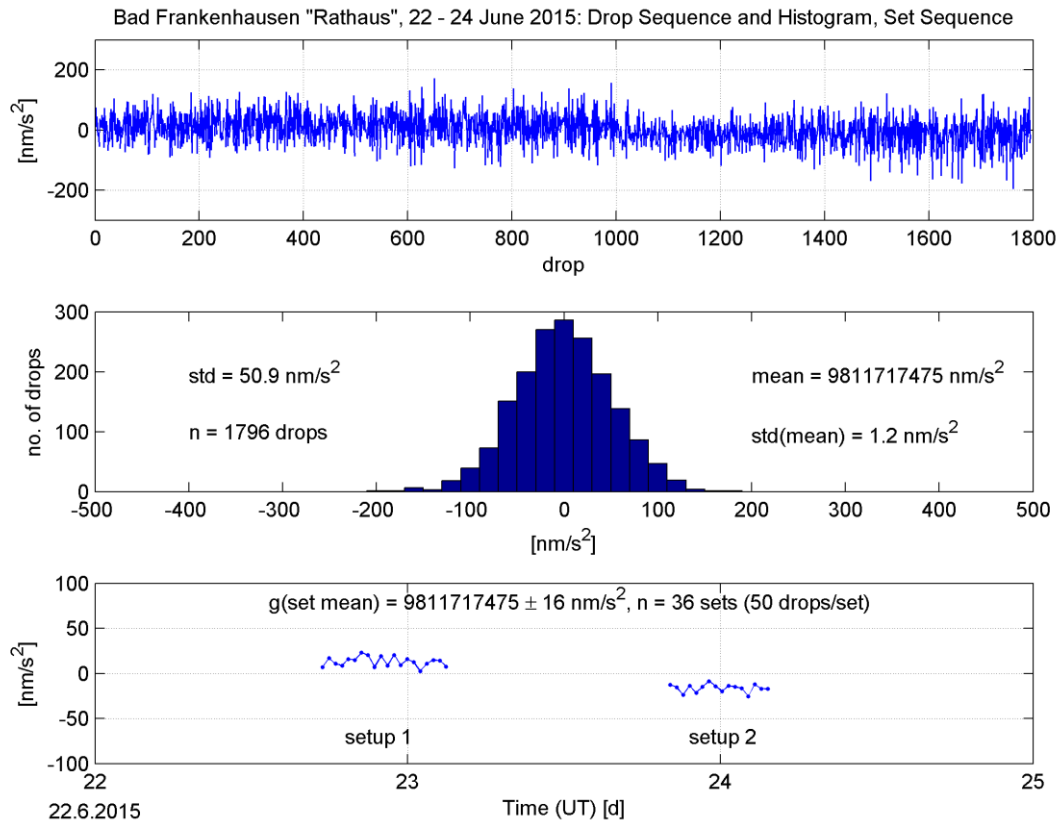 Bad Frankenhausen "Rathaus", 22 - 24 June 2015: Drop Sequence and Histogram, Set Sequence
200
0
-200
[nm/s²]
0 200 400 600 800 1000 1200 1400 1600 1800
drop
300
200
100
0
no. of drops
std = 50.9 nm/s²
mean = 9811717475 nm/s²
n = 1796 drops
std(mean) = 1.2 nm/s²
-500 -400 -300 -200 -100 0 100 200 300 400 500
[nm/s²]
100
50
0
-50
-100
[nm/s²]
g(set mean) = 9811717475 ± 16 nm/s², n = 36 sets (50 drops/set)
setup 1 setup 2
22 23 24 25
22.6.2015 Time (UT) [d]